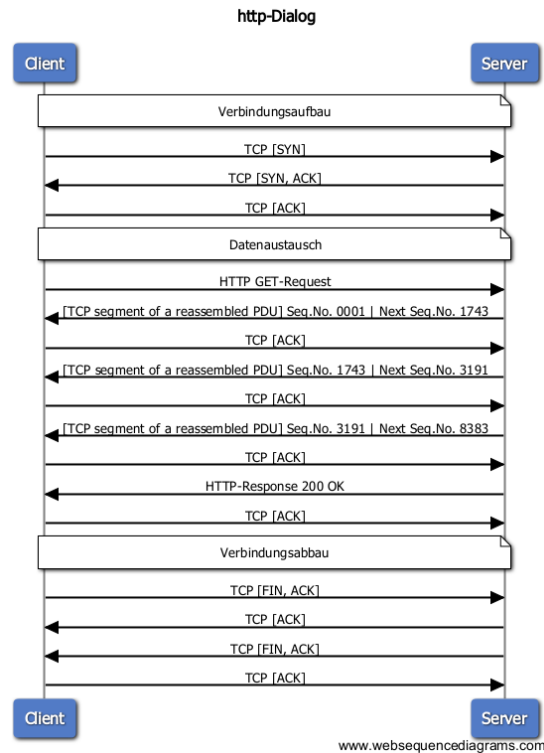 http-Dialog
Client Server
Verbindungsaufbau
TCP [SYN]
TCP [SYN, ACK]
TCP [ACK]
Datenaustausch
HTTP GET-Request
[TCP segment of a reassembled PDU] Seq.No. 0001 | Next Seq.No. 1743
TCP [ACK]
[TCP segment of a reassembled PDU] Seq.No. 1743 | Next Seq.No. 3191
TCP [ACK]
[TCP segment of a reassembled PDU] Seq.No. 3191 | Next Seq.No. 8383
TCP [ACK]
HTTP-Response 200 OK
TCP [ACK]
Verbindungsabbau
TCP [FIN, ACK]
TCP [ACK]
TCP [FIN, ACK]
TCP [ACK]
Client Server
www.websequencediagrams.com